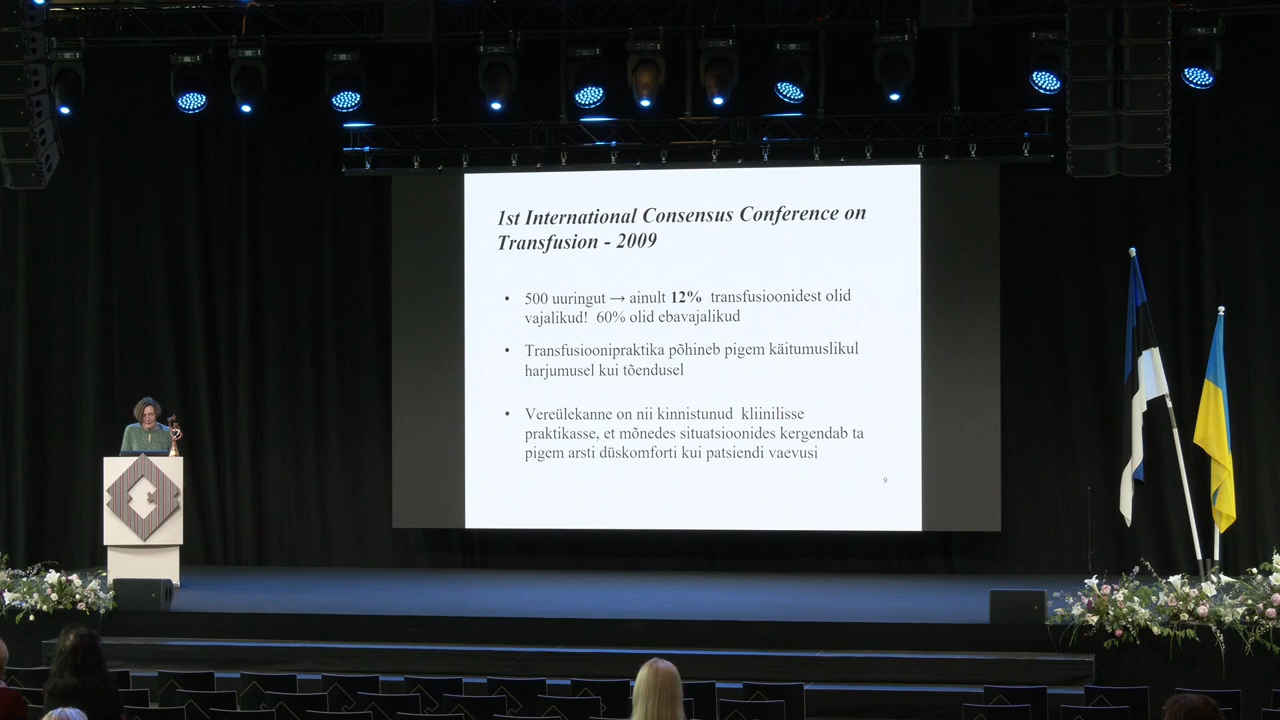 1st International Consensus Conference on
Transfusion - 2009
• 500 uuringut → ainult 12% transfusioonidest olid
vajalikud! 60% olid ebavajalikud
• Transfusioonipraktika põhineb pigem käitumuslikul
harjumusel kui tõendusel
• Vereülekanne on nii kinnistunud kliinilisse
praktikasse, et mõnedes situatsioonides kergendab ta
pigem arsti düskomforti kui patsiendi vaevusi
9